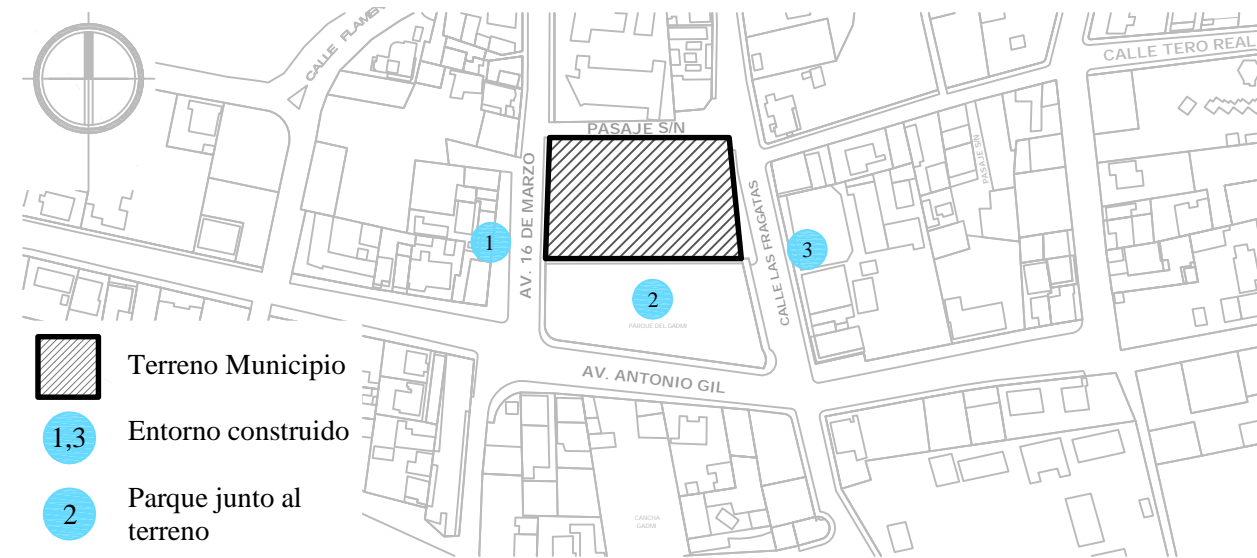 CALLE FLAMEN
CALLE TERO REAL
PASAJE S/N
PASAJE S/N
AV. 16 DE MARZO
CALLE LAS FRAGATAS
1
3
2
PARQUE DEL GADMI
AV. ANTONIO GIL
CANCHA
GADMI
Terreno Municipio
1,3
Entorno construido
2
Parque junto al
terreno